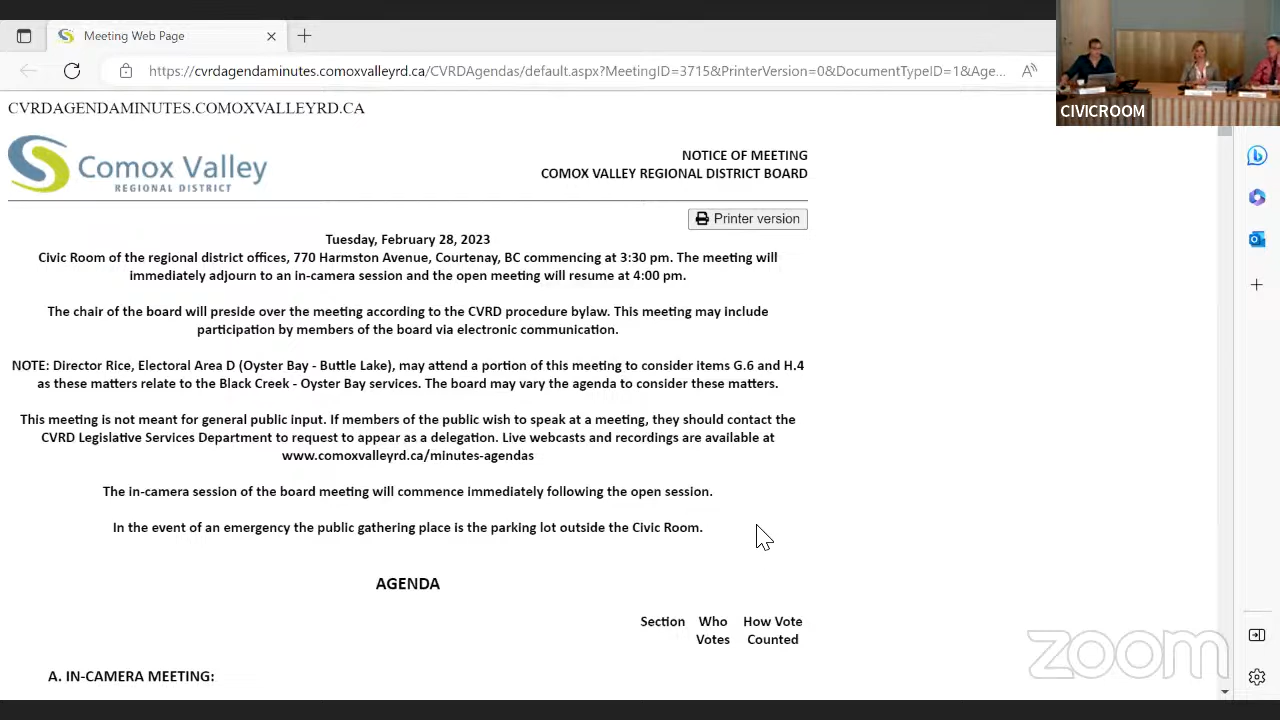 Meeting Web Page
https://cvrdagendaminutes.comoxvalleyrd.ca/CVRDAgendas/default.aspx?MeetingID=3715&PrinterVersion=0&DocumentTypeID=1&Age...
CIVICROOM
CVRDAGENDAMINUTES.COMOXVALLEYRD.CA
Comox Valley
REGIONAL DISTRICT
NOTICE OF MEETING
COMOX VALLEY REGIONAL DISTRICT BOARD
Printer version
Tuesday, February 28, 2023
Civic Room of the regional district offices, 770 Harmston Avenue, Courtenay, BC commencing at 3:30 pm. The meeting will
immediately adjourn to an in-camera session and the open meeting will resume at 4:00 pm.
The chair of the board will preside over the meeting according to the CVRD procedure bylaw. This meeting may include
participation by members of the board via electronic communication.
NOTE: Director Rice, Electoral Area D (Oyster Bay - Buttle Lake), may attend a portion of this meeting to consider items G.6 and H.4
as these matters relate to the Black Creek - Oyster Bay services. The board may vary the agenda to consider these matters.
This meeting is not meant for general public input. If members of the public wish to speak at a meeting, they should contact the
CVRD Legislative Services Department to request to appear as a delegation. Live webcasts and recordings are available at
www.comoxvalleyrd.ca/minutes-agendas
The in-camera session of the board meeting will commence immediately following the open session.
In the event of an emergency the public gathering place is the parking lot outside the Civic Room.
AGENDA
Section Who How Vote
Votes Counted
A. IN-CAMERA MEETING:
zoom